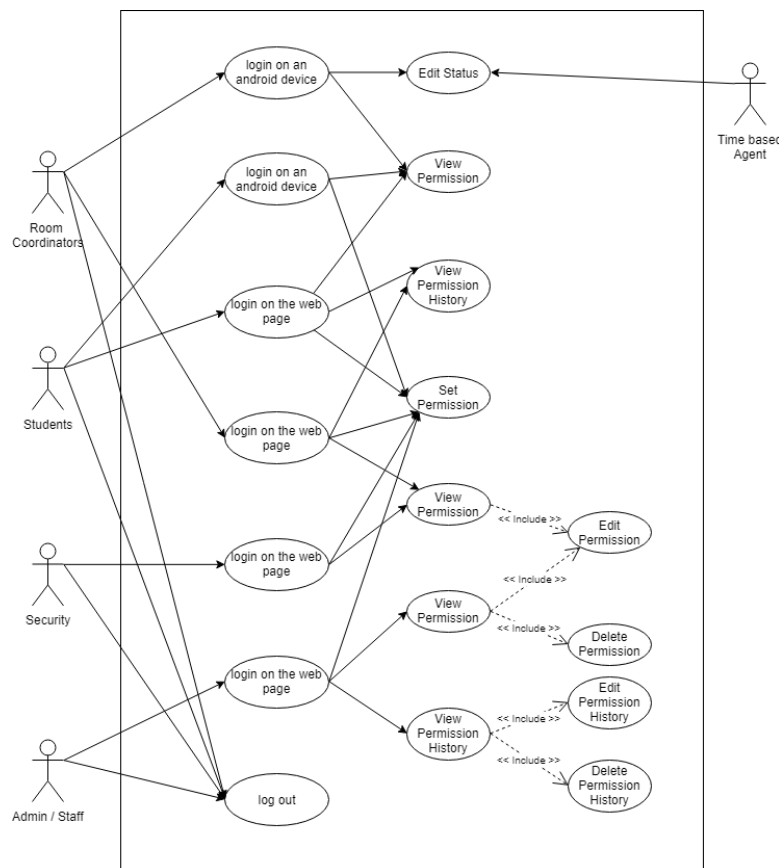 login on an
android device
Edit Status
Time based
Agent
login on an
android device
View
Permission
Room
Coordinators
login on the web
page
View
Permission
History
Students
login on the web
page
Set
Permission
View
Permission
<< Include >>
Edit
Permission
Security
login on the web
page
<< Include >>
View
Permission
<< Include >>
Delete
Permission
login on the web
page
Edit
Permission
History
<< Include >>
View
Permission
History
<< Include >>
Delete
Permission
History
Admin / Staff
log out